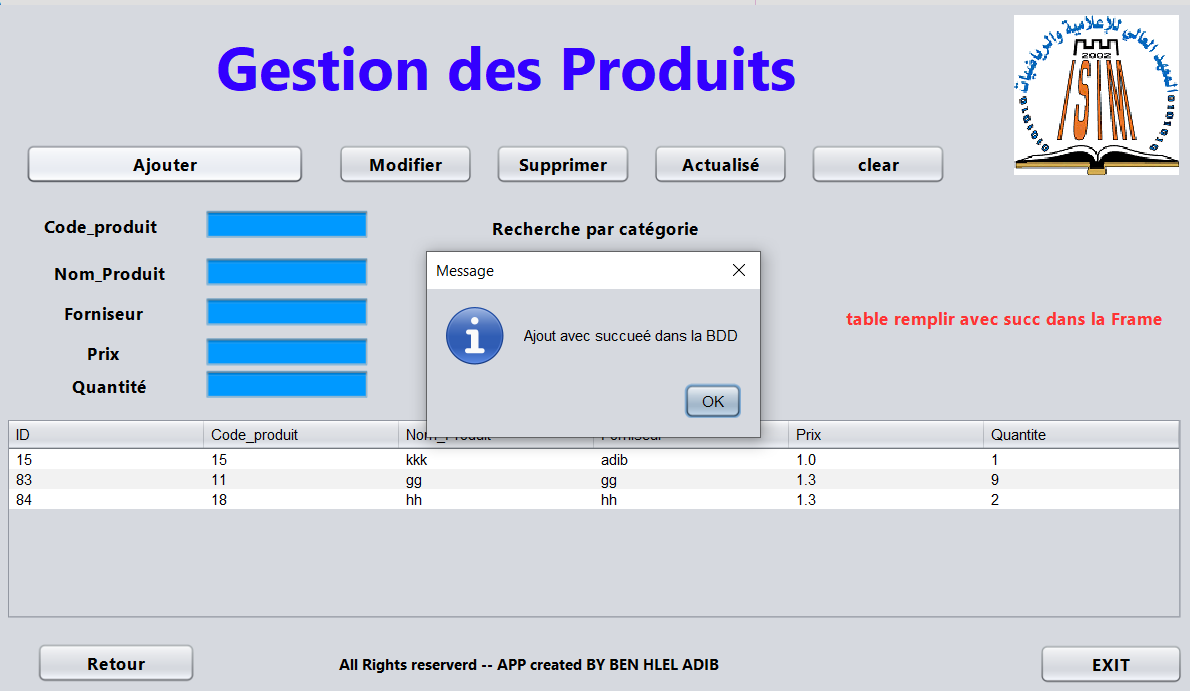 Gestion des Produits
المعهد العالي للإعلامية والرياضيات
2002
ISIM
Ajouter
Modifier
Supprimer
Actualisé
clear
Code_produit
Recherche par catégorie
Nom_Produit
Message
Forniseur
table remplir avec succ dans la Frame
Ajout avec succueé dans la BDD
Prix
Quantité
OK
ID Code_produit Nom_Produit Forniseur Prix Quantite
15 15 kkk adib 1.0 1
83 11 gg gg 1.3 9
84 18 hh hh 1.3 2
Retour
All Rights reserverd -- APP created BY BEN HLEL ADIB
EXIT